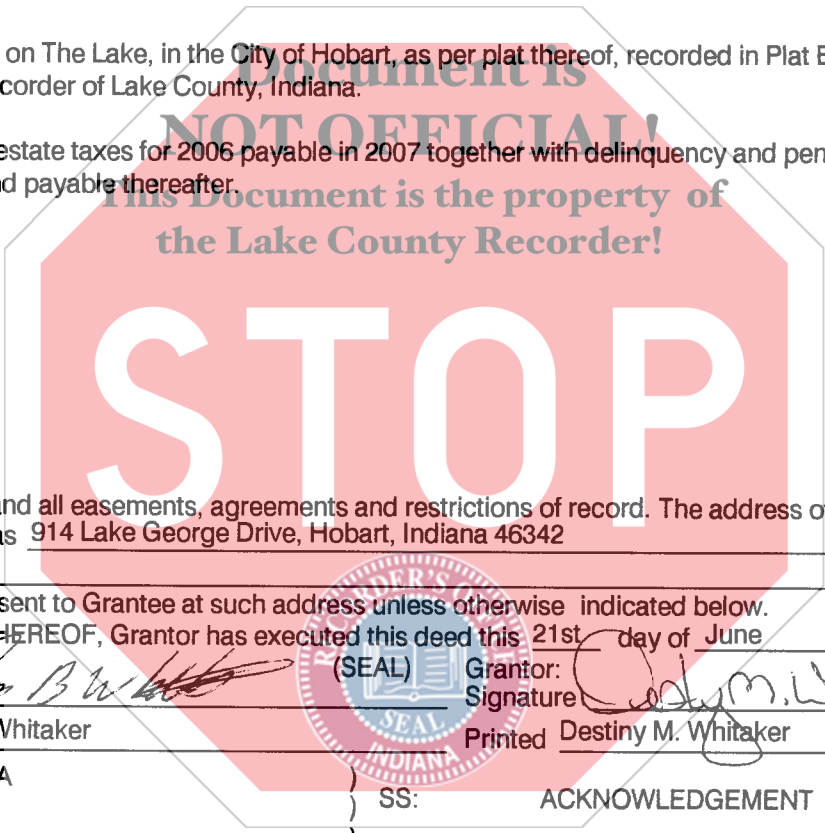 on The Lake, in the City of Hobart, as per plat thereof, recorded in Plat
corder of Lake County, Indiana.
Document is
NOT OFFICIAL!
estate taxes for 2006 payable in 2007 together with delinquency and pen
d payable thereafter.
This Document is the property of
the Lake County Recorder!
STOP
nd all easements, agreements and restrictions of record. The address o
s 914 Lake George Drive, Hobart, Indiana 46342
sent to Grantee at such address unless otherwise indicated below.
HEREOF, Grantor has executed this deed this 21st day of June
(SEAL) Grantor:
Signature
Whitaker Printed Destiny M. Whitaker
RECORDER'S OFFICE
SEAL
INDIANA
A
) SS: ACKNOWLEDGEMENT
)